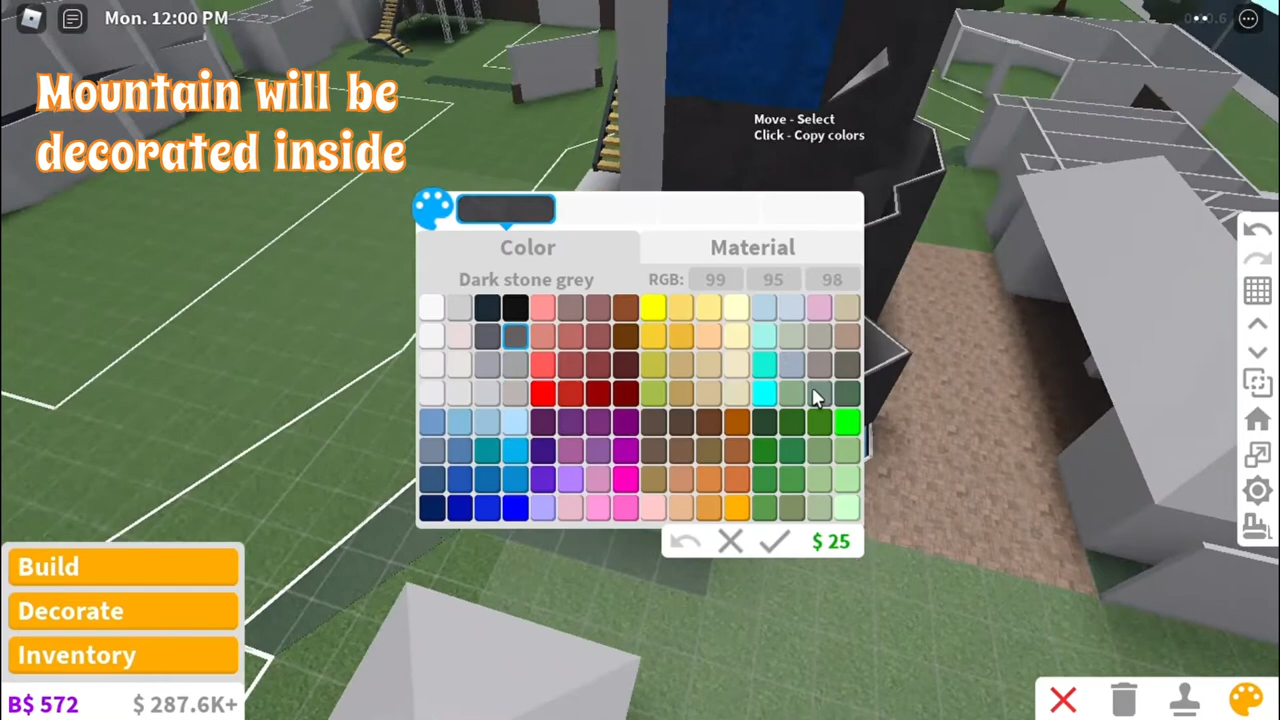 Mon. 12:00 PM
Mountain will be
decorated inside
Move - Select
Click - Copy colors
Color
Material
Dark stone grey
RGB: 99 95 98
$ 25
Build
Decorate
Inventory
B$ 572
$ 287.6K+